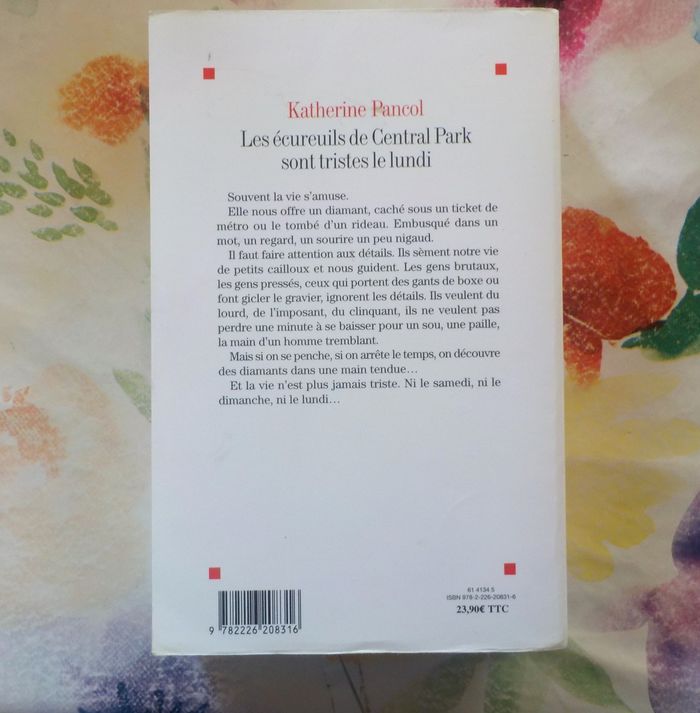 Katherine Pancol
Les écureuils de Central Park
sont tristes le lundi
Souvent la vie s'amuse.
Elle nous offre un diamant, caché sous un ticket de
métro ou le tombé d'un rideau. Embusqué dans un
mot, un regard, un sourire un peu nigaud.
Il faut faire attention aux détails. Ils sèment notre vie
de petits cailloux et nous guident. Les gens brutaux,
les gens pressés, ceux qui portent des gants de boxe ou
font gicler le gravier, ignorent les détails. Ils veulent du
lourd, de l'imposant, du clinquant, ils ne veulent pas
perdre une minute à se baisser pour un sou, une paille,
la main d'un homme tremblant.
Mais si on se penche, si on arrête le temps, on découvre
des diamants dans une main tendue…
Et la vie n'est plus jamais triste. Ni le samedi, ni le
dimanche, ni le lundi…
61 4134 5
ISBN 978-2-226-20831-6
23,90€ TTC
9 782226 208316